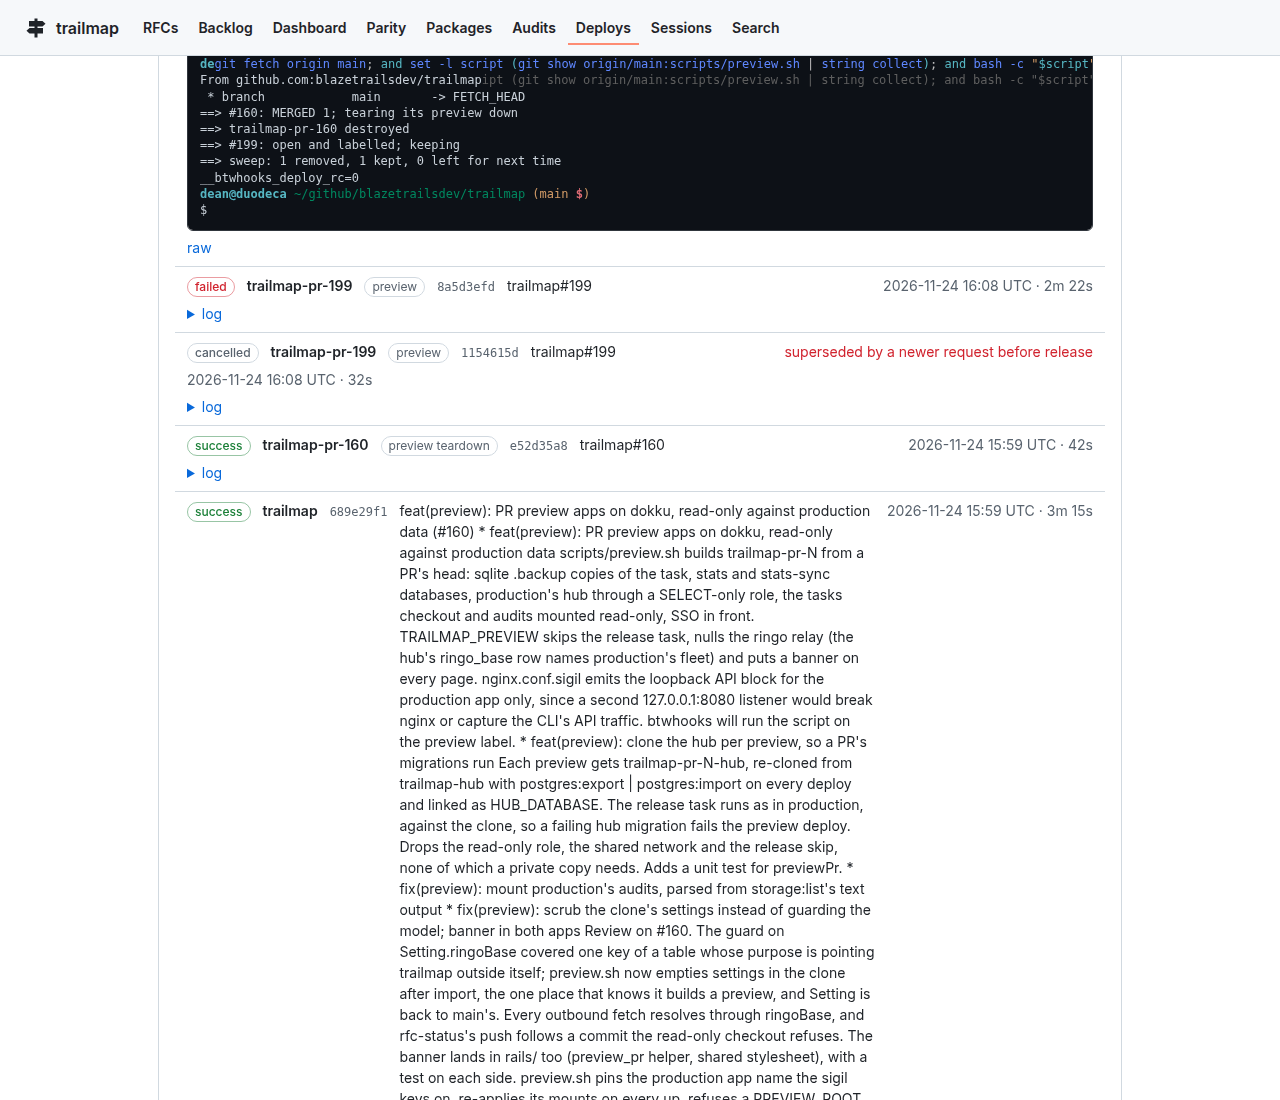 trailmap RFCs Backlog Dashboard Parity Packages Audits Deploys Sessions Search
degit fetch origin main; and set -l script (git show origin/main:scripts/preview.sh | string collect); and bash -c "$script"
From github.com:blazetrailsdev/trailmapipt (git show origin/main:scripts/preview.sh | string collect); and bash -c "$script"
* branch main -> FETCH_HEAD
==> #160: MERGED 1; tearing its preview down
==> trailmap-pr-160 destroyed
==> #199: open and labelled; keeping
==> sweep: 1 removed, 1 kept, 0 left for next time
__btwhooks_deploy_rc=0
dean@duodeca ~/github/blazetrailsdev/trailmap (main $)
$
raw
failed trailmap-pr-199 preview 8a5d3efd trailmap#199 2026-11-24 16:08 UTC · 2m 22s
▶ log
cancelled trailmap-pr-199 preview 1154615d trailmap#199 superseded by a newer request before release
2026-11-24 16:08 UTC · 32s
▶ log
success trailmap-pr-160 preview teardown e52d35a8 trailmap#160 2026-11-24 15:59 UTC · 42s
▶ log
success trailmap 689e29f1 feat(preview): PR preview apps on dokku, read-only against production 2026-11-24 15:59 UTC · 3m 15s
data (#160) * feat(preview): PR preview apps on dokku, read-only
against production data scripts/preview.sh builds trailmap-pr-N from a
PR's head: sqlite .backup copies of the task, stats and stats-sync
databases, production's hub through a SELECT-only role, the tasks
checkout and audits mounted read-only, SSO in front.
TRAILMAP_PREVIEW skips the release task, nulls the ringo relay (the
hub's ringo_base row names production's fleet) and puts a banner on
every page. nginx.conf.sigil emits the loopback API block for the
production app only, since a second 127.0.0.1:8080 listener would break
nginx or capture the CLI's API traffic. btwhooks will run the script on
the preview label. * feat(preview): clone the hub per preview, so a PR's
migrations run Each preview gets trailmap-pr-N-hub, re-cloned from
trailmap-hub with postgres:export | postgres:import on every deploy
and linked as HUB_DATABASE. The release task runs as in production,
against the clone, so a failing hub migration fails the preview deploy.
Drops the read-only role, the shared network and the release skip,
none of which a private copy needs. Adds a unit test for previewPr. *
fix(preview): mount production's audits, parsed from storage:list's text
output * fix(preview): scrub the clone's settings instead of guarding the
model; banner in both apps Review on #160. The guard on
Setting.ringoBase covered one key of a table whose purpose is pointing
trailmap outside itself; preview.sh now empties settings in the clone
after import, the one place that knows it builds a preview, and Setting is
back to main's. Every outbound fetch resolves through ringoBase, and
rfc-status's push follows a commit the read-only checkout refuses. The
banner lands in rails/ too (preview_pr helper, shared stylesheet), with a
test on each side. preview.sh pins the production app name the sigil
keys on, re-applies its mounts on every up, refuses a PREVIEW_ROOT